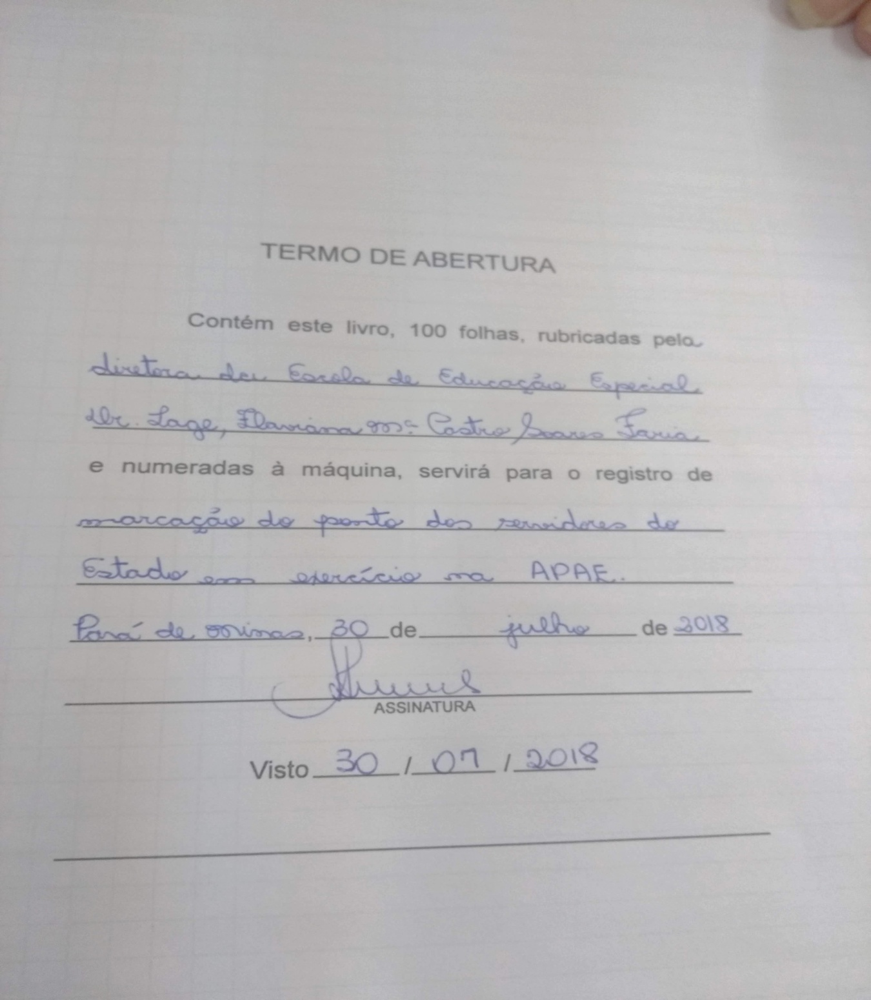 TERMO DE ABERTURA
Contém este livro, 100 folhas, rubricadas pela
diretora da Escola de Educação Especial
Dr. Lage, Flaviana Mª Castro Soares Faria
e numeradas à máquina, servirá para o registro de
marcação do ponto dos servidores do
Estado em exercício na APAE.
Pará de Minas, 30 de julho de 2018
ASSINATURA
Visto 30 / 07 / 2018